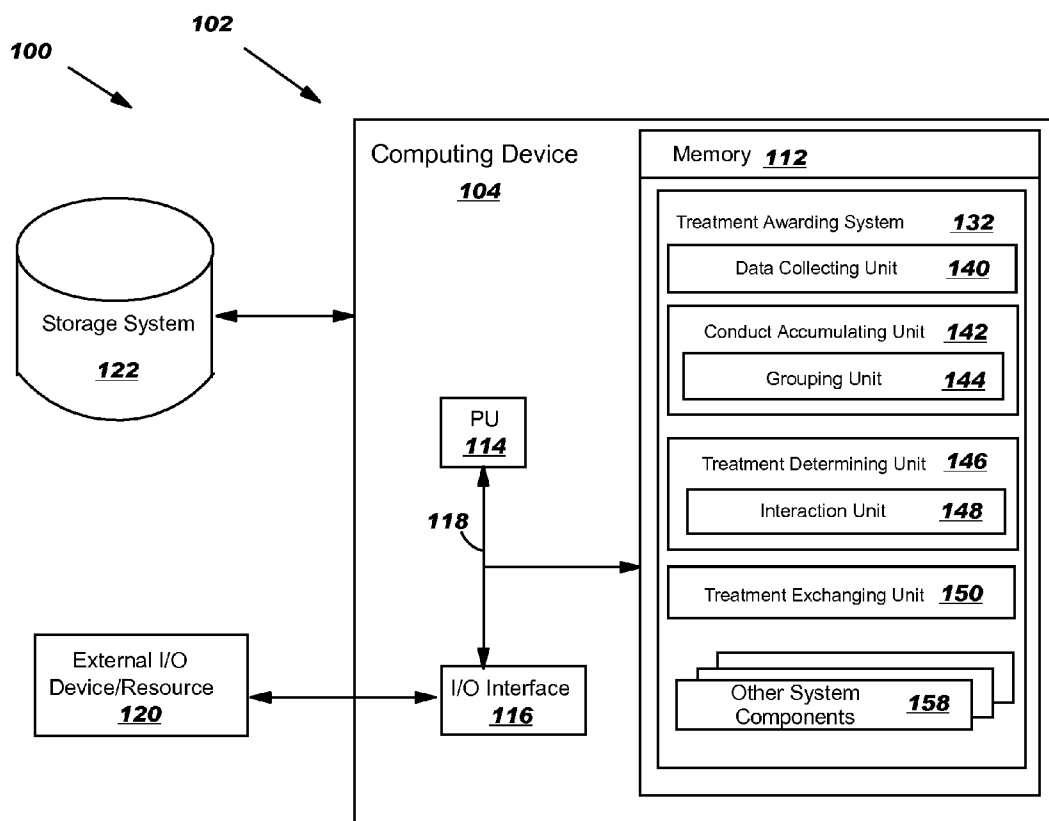 100
102
Computing Device
104
Memory 112
Treatment Awarding System 132
Data Collecting Unit 140
Conduct Accumulating Unit 142
Grouping Unit 144
Storage System
122
PU
114
Treatment Determining Unit 146
Interaction Unit 148
118
Treatment Exchanging Unit 150
External I/O
Device/Resource
120
I/O Interface
116
Other System
Components 158